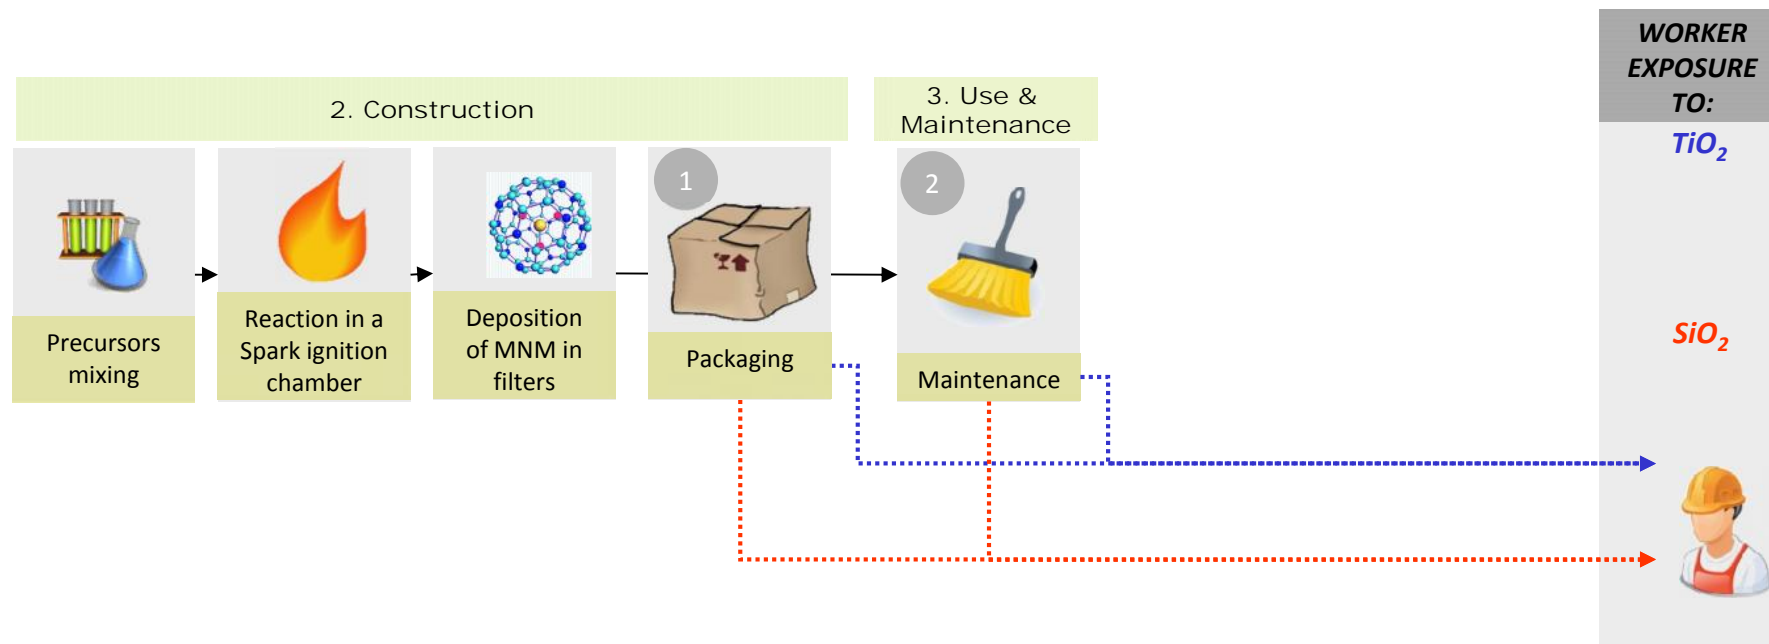 WORKER
EXPOSURE
TO:
2. Construction
3. Use &
Maintenance
TiO2
1
2
SiO2
Precursors
mixing
Reaction in a
Spark ignition
chamber
Deposition
of MNM in
filters
Packaging
Maintenance